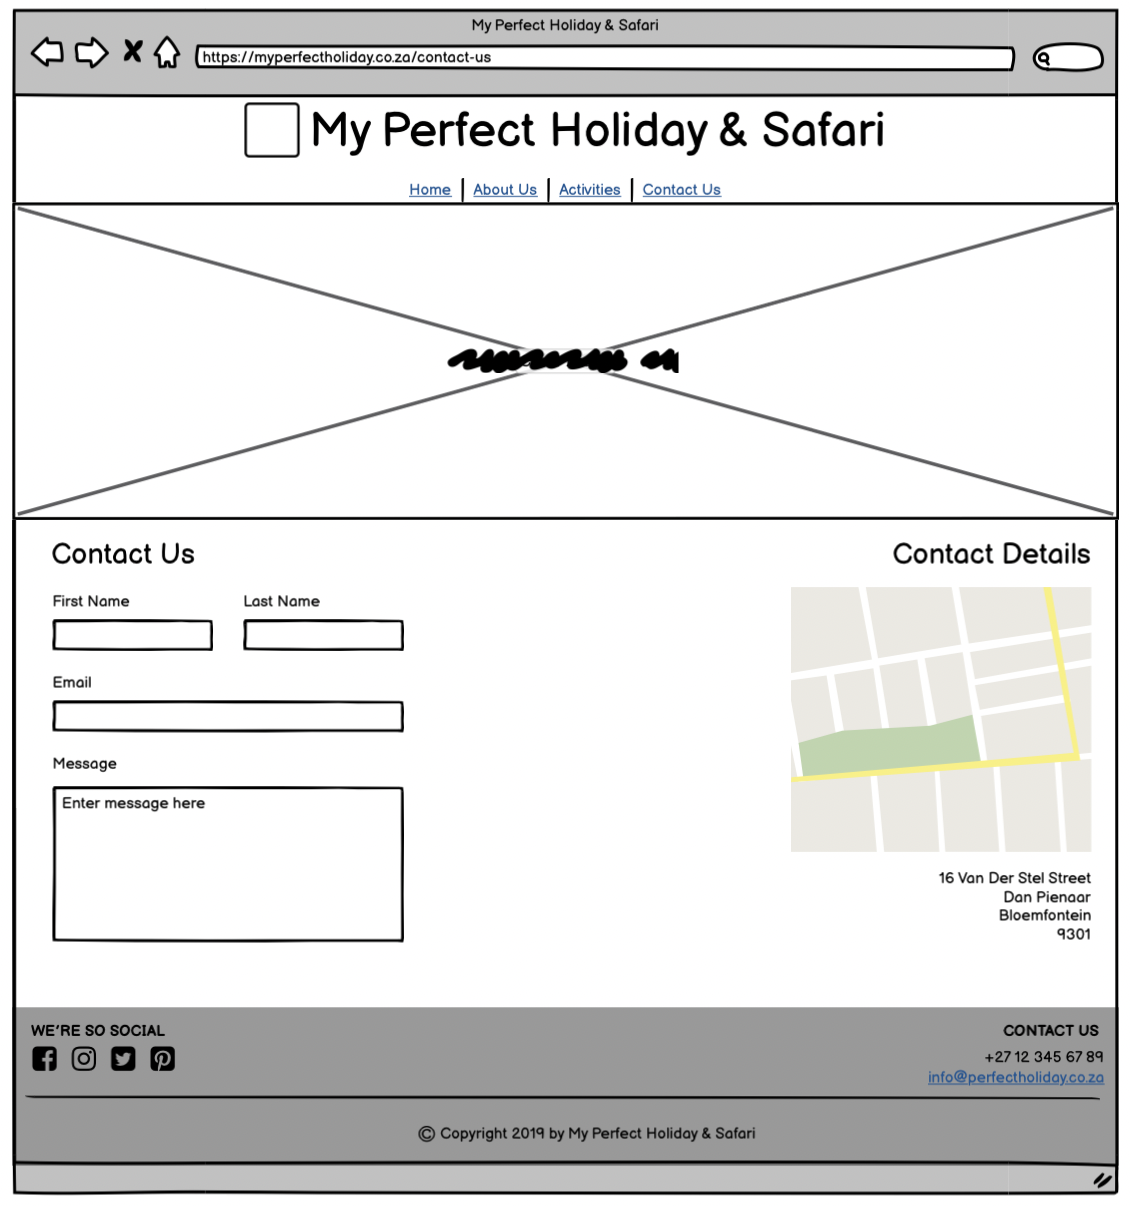 My Perfect Holiday & Safari
https://myperfectholiday.co.za/contact-us
My Perfect Holiday & Safari
Home About Us Activities Contact Us
Contact Us
First Name Last Name
Email
Message
Enter message here
Contact Details
16 Van Der Stel Street
Dan Pienaar
Bloemfontein
9301
WE'RE SO SOCIAL
CONTACT US
+27 12 345 67 89
info@perfectholiday.co.za
© Copyright 2019 by My Perfect Holiday & Safari